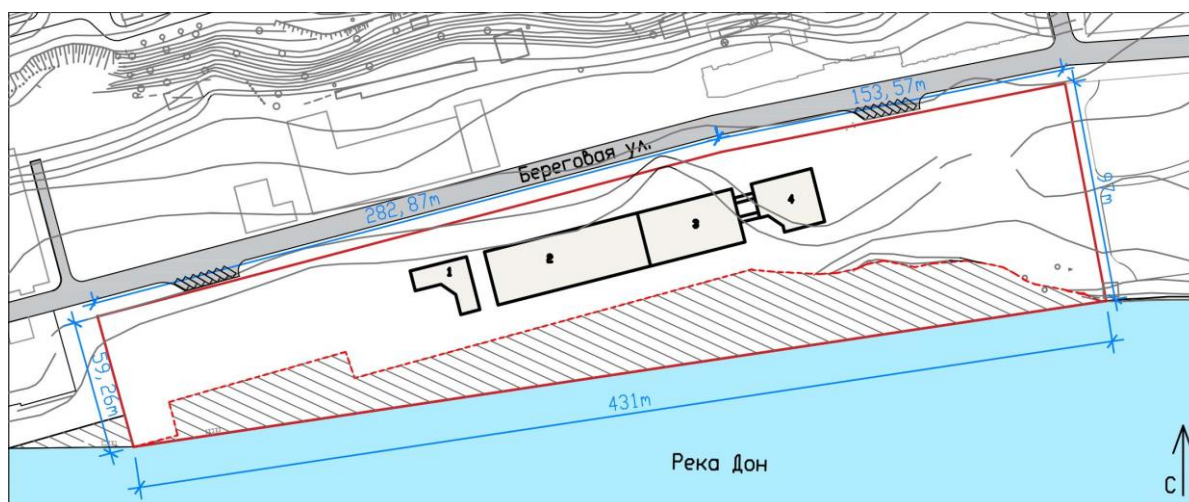 153,57m
Береговая ул.
282,87m
97m
4
3
2
1
59,26m
431m
Река Дон
С